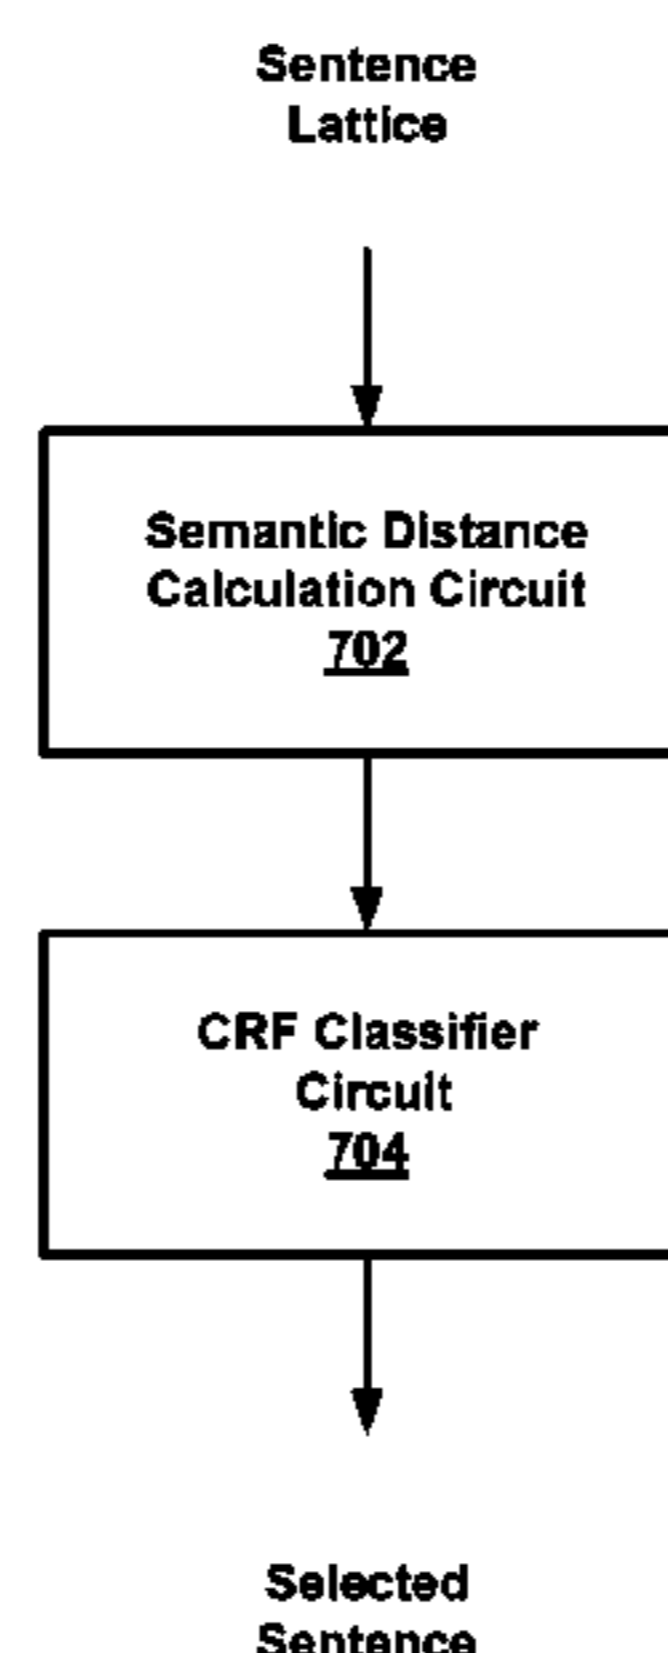 Sentence
Lattice
Semantic Distance
Calculation Circuit
702
CRF Classifier
Circuit
704
Selected
Sentence